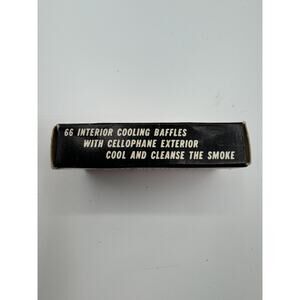 66 INTERIOR COOLING BAFFLES
WITH CELLOPHANE EXTERIOR
COOL AND CLEANSE THE SMOKE